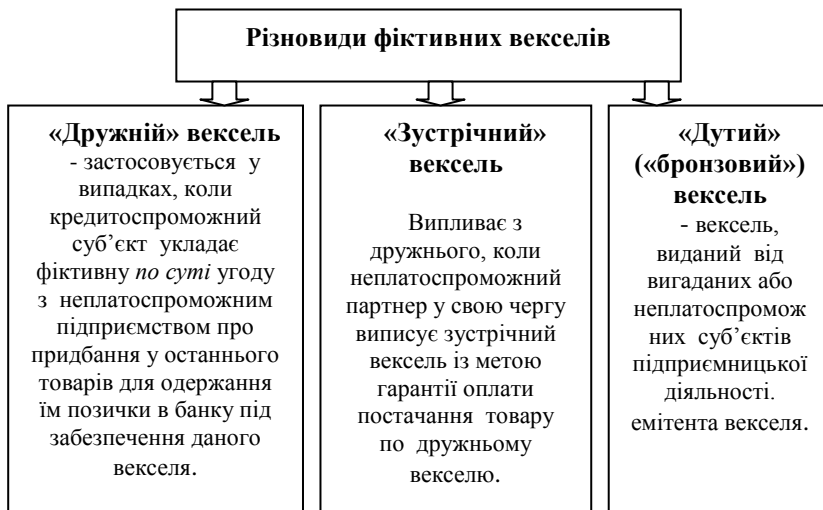 Різновиди фіктивних векселів
«Дружній» вексель
- застосовується у
випадках, коли
кредитоспроможний
суб’єкт укладає
фіктивну по суті угоду
з неплатоспроможним
підприємством про
придбання у останнього
товарів для одержання
їм позички в банку під
забезпечення даного
векселя.
«Зустрічний»
вексель
Випливає з
дружнього, коли
неплатоспроможний
партнер у свою чергу
виписує зустрічний
вексель із метою
гарантії оплати
постачання товару
по дружньому
векселю.
«Дутий»
(«бронзовий»)
вексель
- вексель,
виданий від
вигаданих або
неплатоспромож
них суб’єктів
підприємницької
діяльності.
емітента векселя.